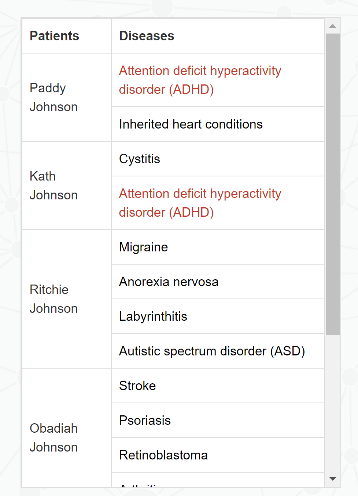 Patients Diseases
Paddy
Johnson
Attention deficit hyperactivity
disorder (ADHD)
Inherited heart conditions
Kath
Johnson
Cystitis
Attention deficit hyperactivity
disorder (ADHD)
Ritchie
Johnson
Migraine
Anorexia nervosa
Labyrinthitis
Autistic spectrum disorder (ASD)
Obadiah
Johnson
Stroke
Psoriasis
Retinoblastoma